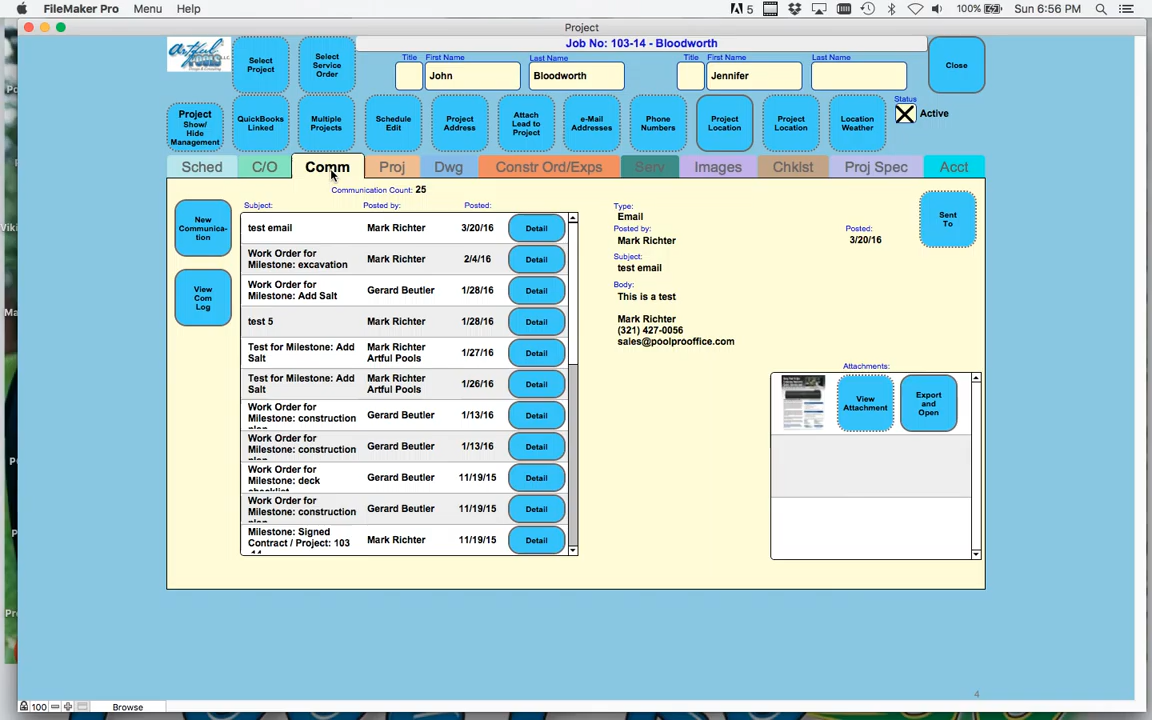 FileMaker Pro Menu Help
5 100% Sun 6:56 PM
Project
Job No: 103-14 - Bloodworth
Artful
POOLS
Select
Project
Select
Service
Order
Title First Name Last Name Title First Name Last Name
John Bloodworth Jennifer
Close
Project
Show/
Hide
Management
QuickBooks
Linked
Multiple
Projects
Schedule
Edit
Project
Address
Attach
Lead to
Project
e-Mail
Addresses
Phone
Numbers
Project
Location
Project
Location
Location
Weather
Status
Active
Sched C/O Comm Proj Dwg Constr Ord/Exps Serv Images Chklst Proj Spec Acct
Communication Count: 25
New
Communica-
tion
View
Com
Log
Subject: Posted by: Posted:
test email Mark Richter 3/20/16 Detail
Work Order for
Milestone: excavation Mark Richter 2/4/16 Detail
Work Order for
Milestone: Add Salt Gerard Beutler 1/28/16 Detail
test 5 Mark Richter 1/28/16 Detail
Test for Milestone: Add
Salt Mark Richter
Artful Pools 1/27/16 Detail
Test for Milestone: Add
Salt Mark Richter
Artful Pools 1/26/16 Detail
Work Order for
Milestone: construction
plan Gerard Beutler 1/13/16 Detail
Work Order for
Milestone: construction
plan Gerard Beutler 1/13/16 Detail
Work Order for
Milestone: deck
checklist Gerard Beutler 11/19/15 Detail
Work Order for
Milestone: construction
plan Gerard Beutler 11/19/15 Detail
Milestone: Signed
Contract / Project: 103
-14 Mark Richter 11/19/15 Detail
Type:
Email
Posted by:
Mark Richter
Posted:
3/20/16
Sent
To
Subject:
test email
Body:
This is a test
Mark Richter
(321) 427-0056
sales@poolprooffice.com
Attachments:
View
Attachment
Export
and
Open
4
100 Browse